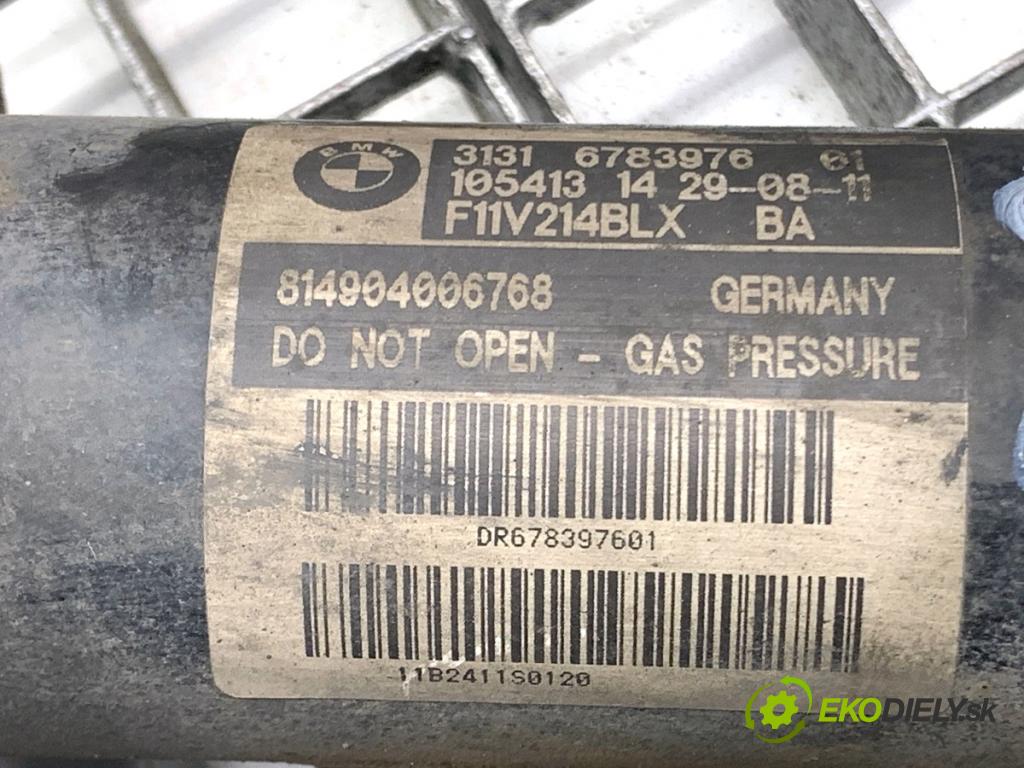 BMW
3131 6783976 01
105413 14 29-08-11
F11V214BLX BA
814904006768 GERMANY
DO NOT OPEN - GAS PRESSURE
DR678397601
11B2411S0120
EKODIELY.sk